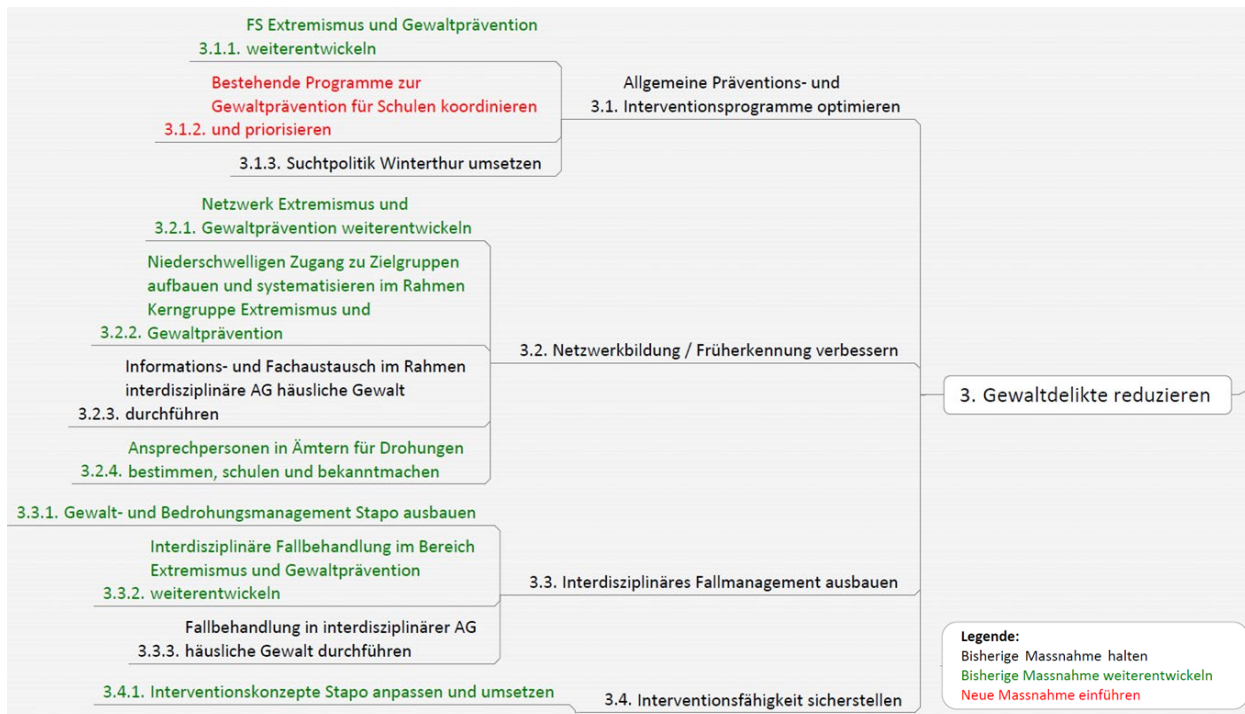 FS Extremismus und Gewaltprävention
3.1.1. weiterentwickeln
Bestehende Programme zur
Gewaltprävention für Schulen koordinieren
3.1.2. und priorisieren
3.1.3. Suchtpolitik Winterthur umsetzen
Allgemeine Präventions- und
3.1. Interventionsprogramme optimieren
Netzwerk Extremismus und
3.2.1. Gewaltprävention weiterentwickeln
Niederschwelligen Zugang zu Zielgruppen
aufbauen und systematisieren im Rahmen
Kerngruppe Extremismus und
3.2.2. Gewaltprävention
Informations- und Fachaustausch im Rahmen
interdisziplinäre AG häusliche Gewalt
3.2.3. durchführen
Ansprechpersonen in Ämtern für Drohungen
3.2.4. bestimmen, schulen und bekanntmachen
3.2. Netzwerkbildung / Früherkennung verbessern
3. Gewaltdelikte reduzieren
3.3.1. Gewalt- und Bedrohungsmanagement Stapo ausbauen
Interdisziplinäre Fallbehandlung im Bereich
Extremismus und Gewaltprävention
3.3.2. weiterentwickeln
Fallbehandlung in interdisziplinärer AG
3.3.3. häusliche Gewalt durchführen
3.3. Interdisziplinäres Fallmanagement ausbauen
3.4.1. Interventionskonzepte Stapo anpassen und umsetzen
3.4. Interventionsfähigkeit sicherstellen
Legende:
Bisherige Massnahme halten
Bisherige Massnahme weiterentwickeln
Neue Massnahme einführen